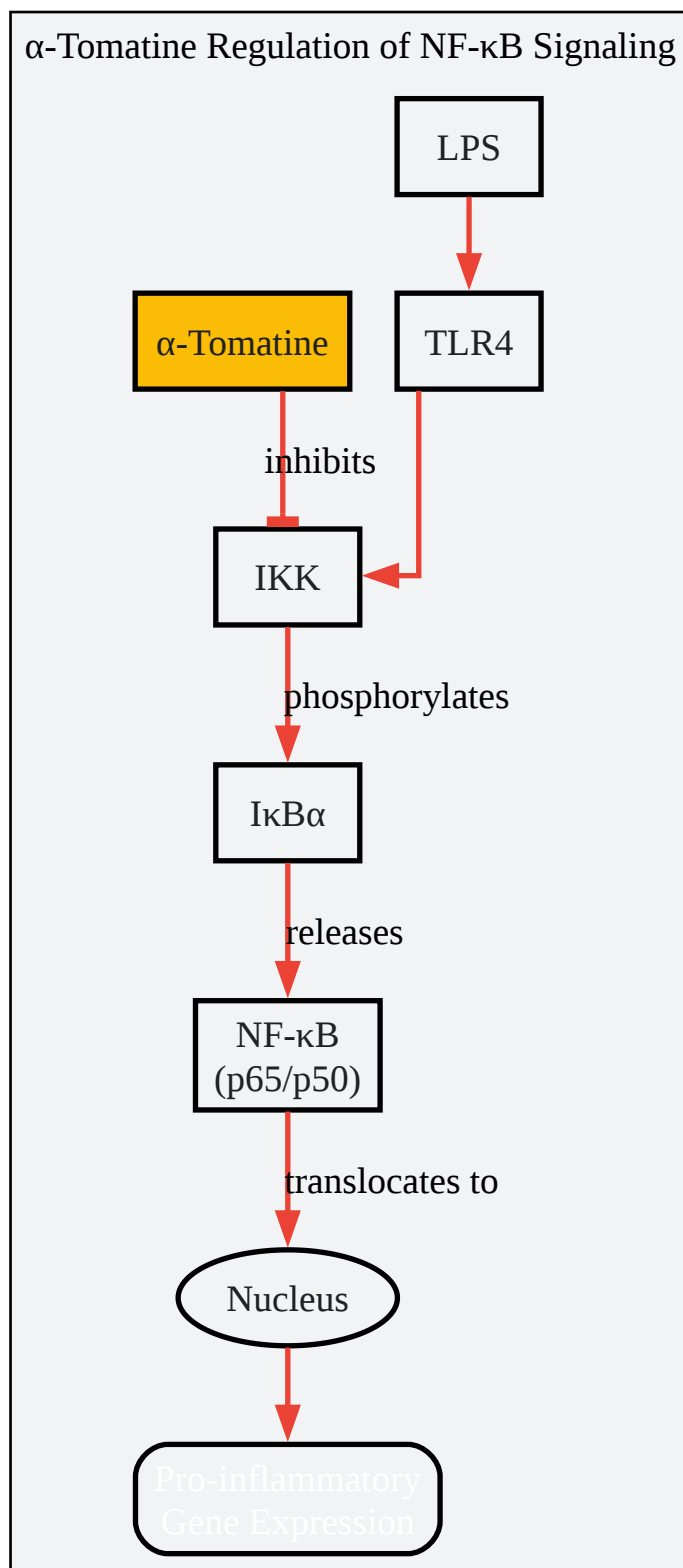 α-Tomatine Regulation of NF-κB Signaling
LPS
α-Tomatine
TLR4
inhibits
IKK
phosphorylates
IκBα
releases
NF-κB
(p65/p50)
translocates to
Nucleus
Pro-inflammatory
Gene Expression